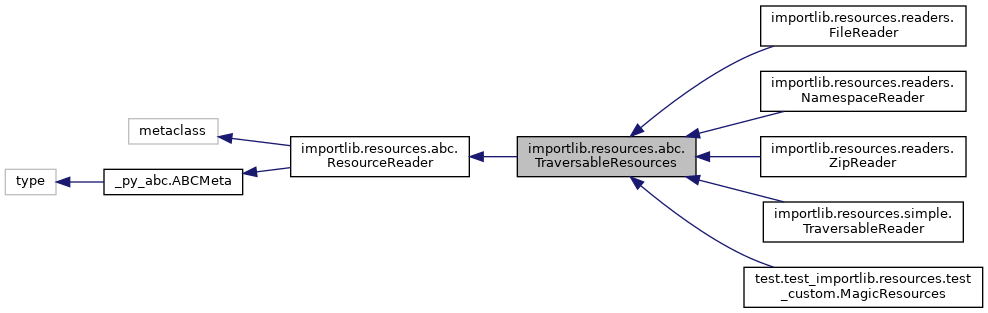 importlib.resources.readers.
FileReader
importlib.resources.readers.
NamespaceReader
metaclass
importlib.resources.abc.
ResourceReader
importlib.resources.abc.
TraversableResources
importlib.resources.readers.
ZipReader
type
_py_abc.ABCMeta
importlib.resources.simple.
TraversableReader
test.test_importlib.resources.test
_custom.MagicResources